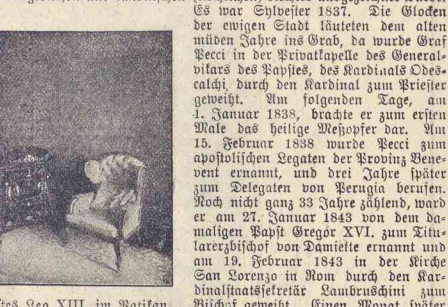 Es war Sylvester 1837. Die Glocken
der ewigen Stadt läuteten dem alten
müden Jahre ins Grab, da wurde Graf
Pecci in der Privatkapelle des General-
vikars des Papstes, des Kardinals Odes-
calchi, durch den Kardinal zum Priester
geweiht. Am folgenden Tage, am
1. Januar 1838, brachte er zum ersten
Male das heilige Meßopfer dar. Am
15. Februar 1838 wurde Pecci zum
apostolischen Legaten der Provinz Bene-
vent ernannt, und drei Jahre später
zum Delegaten von Perugia berufen.
Noch nicht ganz 33 Jahre zählend, ward
er am 27. Januar 1843 von dem da-
maligen Papst Gregor XVI. zum Titu-
larerzbischof von Damiette ernannt und
am 19. Februar 1843 in der Kirche
San Lorenzo in Rom durch den Kar-
dinalstaatsekretär Lambruschini zum
Bischof geweiht. Einen Monat später
Leo XIII. im Vatikan